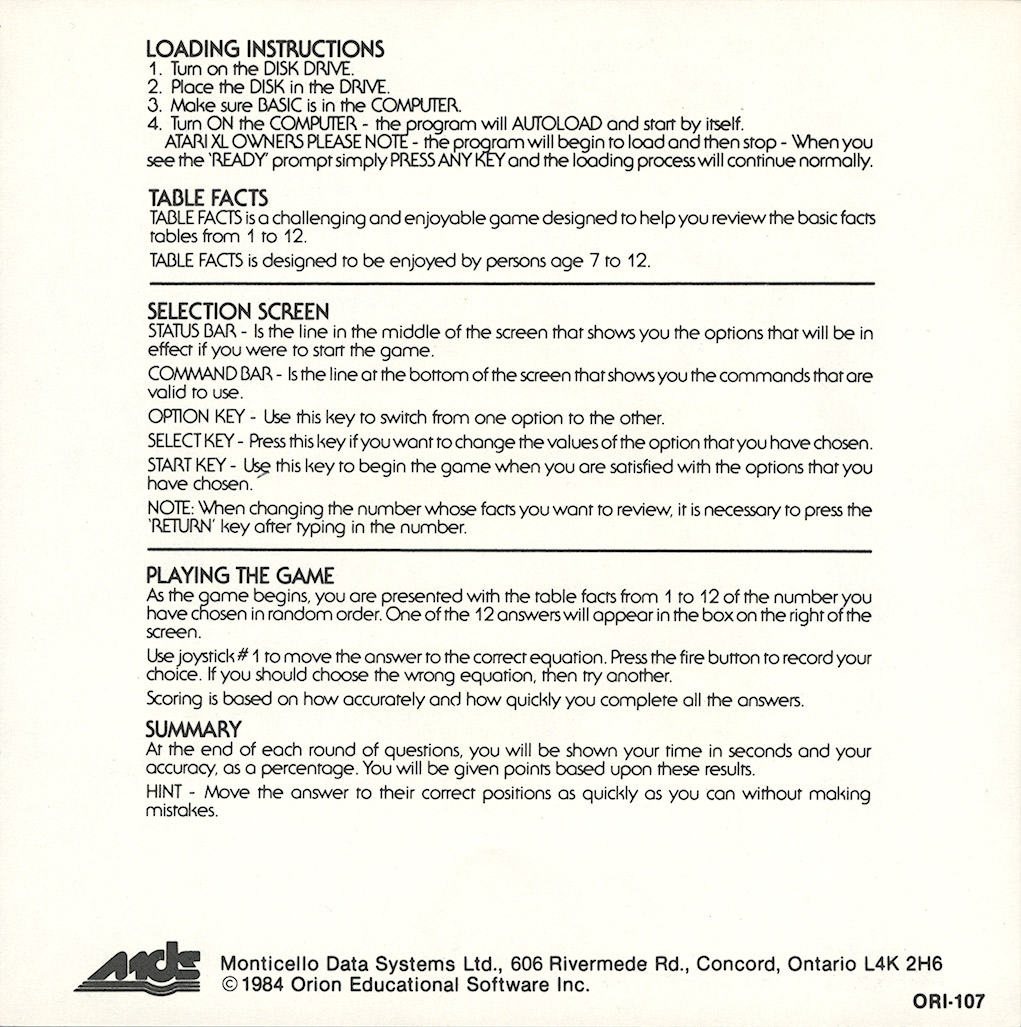 LOADING INSTRUCTIONS
1. Turn on the DISK DRIVE.
2. Place the DISK in the DRIVE.
3. Make sure BASIC is in the COMPUTER.
4. Turn ON the COMPUTER - the program will AUTOLOAD and start by itself.
ATARI XL OWNERS PLEASE NOTE - the program will begin to load and then stop - When you
see the 'READY' prompt simply PRESS ANY KEY and the loading process will continue normally.
TABLE FACTS
TABLE FACTS is a challenging and enjoyable game designed to help you review the basic facts
tables from 1 to 12.
TABLE FACTS is designed to be enjoyed by persons age 7 to 12.
SELECTION SCREEN
STATUS BAR - Is the line in the middle of the screen that shows you the options that will be in
effect if you were to start the game.
COMMAND BAR - Is the line at the bottom of the screen that shows you the commands that are
valid to use.
OPTION KEY - Use this key to switch from one option to the other.
SELECT KEY - Press this key if you want to change the values of the option that you have chosen.
START KEY - Use this key to begin the game when you are satisfied with the options that you
have chosen.
NOTE: When changing the number whose facts you want to review, it is necessary to press the
'RETURN' key after typing in the number.
PLAYING THE GAME
As the game begins, you are presented with the table facts from 1 to 12 of the number you
have chosen in random order. One of the 12 answers will appear in the box on the right of the
screen.
Use joystick # 1 to move the answer to the correct equation. Press the fire button to record your
choice. If you should choose the wrong equation, then try another.
Scoring is based on how accurately and how quickly you complete all the answers.
SUMMARY
At the end of each round of questions, you will be shown your time in seconds and your
accuracy, as a percentage. You will be given points based upon these results.
HINT - Move the answer to their correct positions as quickly as you can without making
mistakes.
mds
Monticello Data Systems Ltd., 606 Rivermede Rd., Concord, Ontario L4K 2H6
©1984 Orion Educational Software Inc.
ORI-107